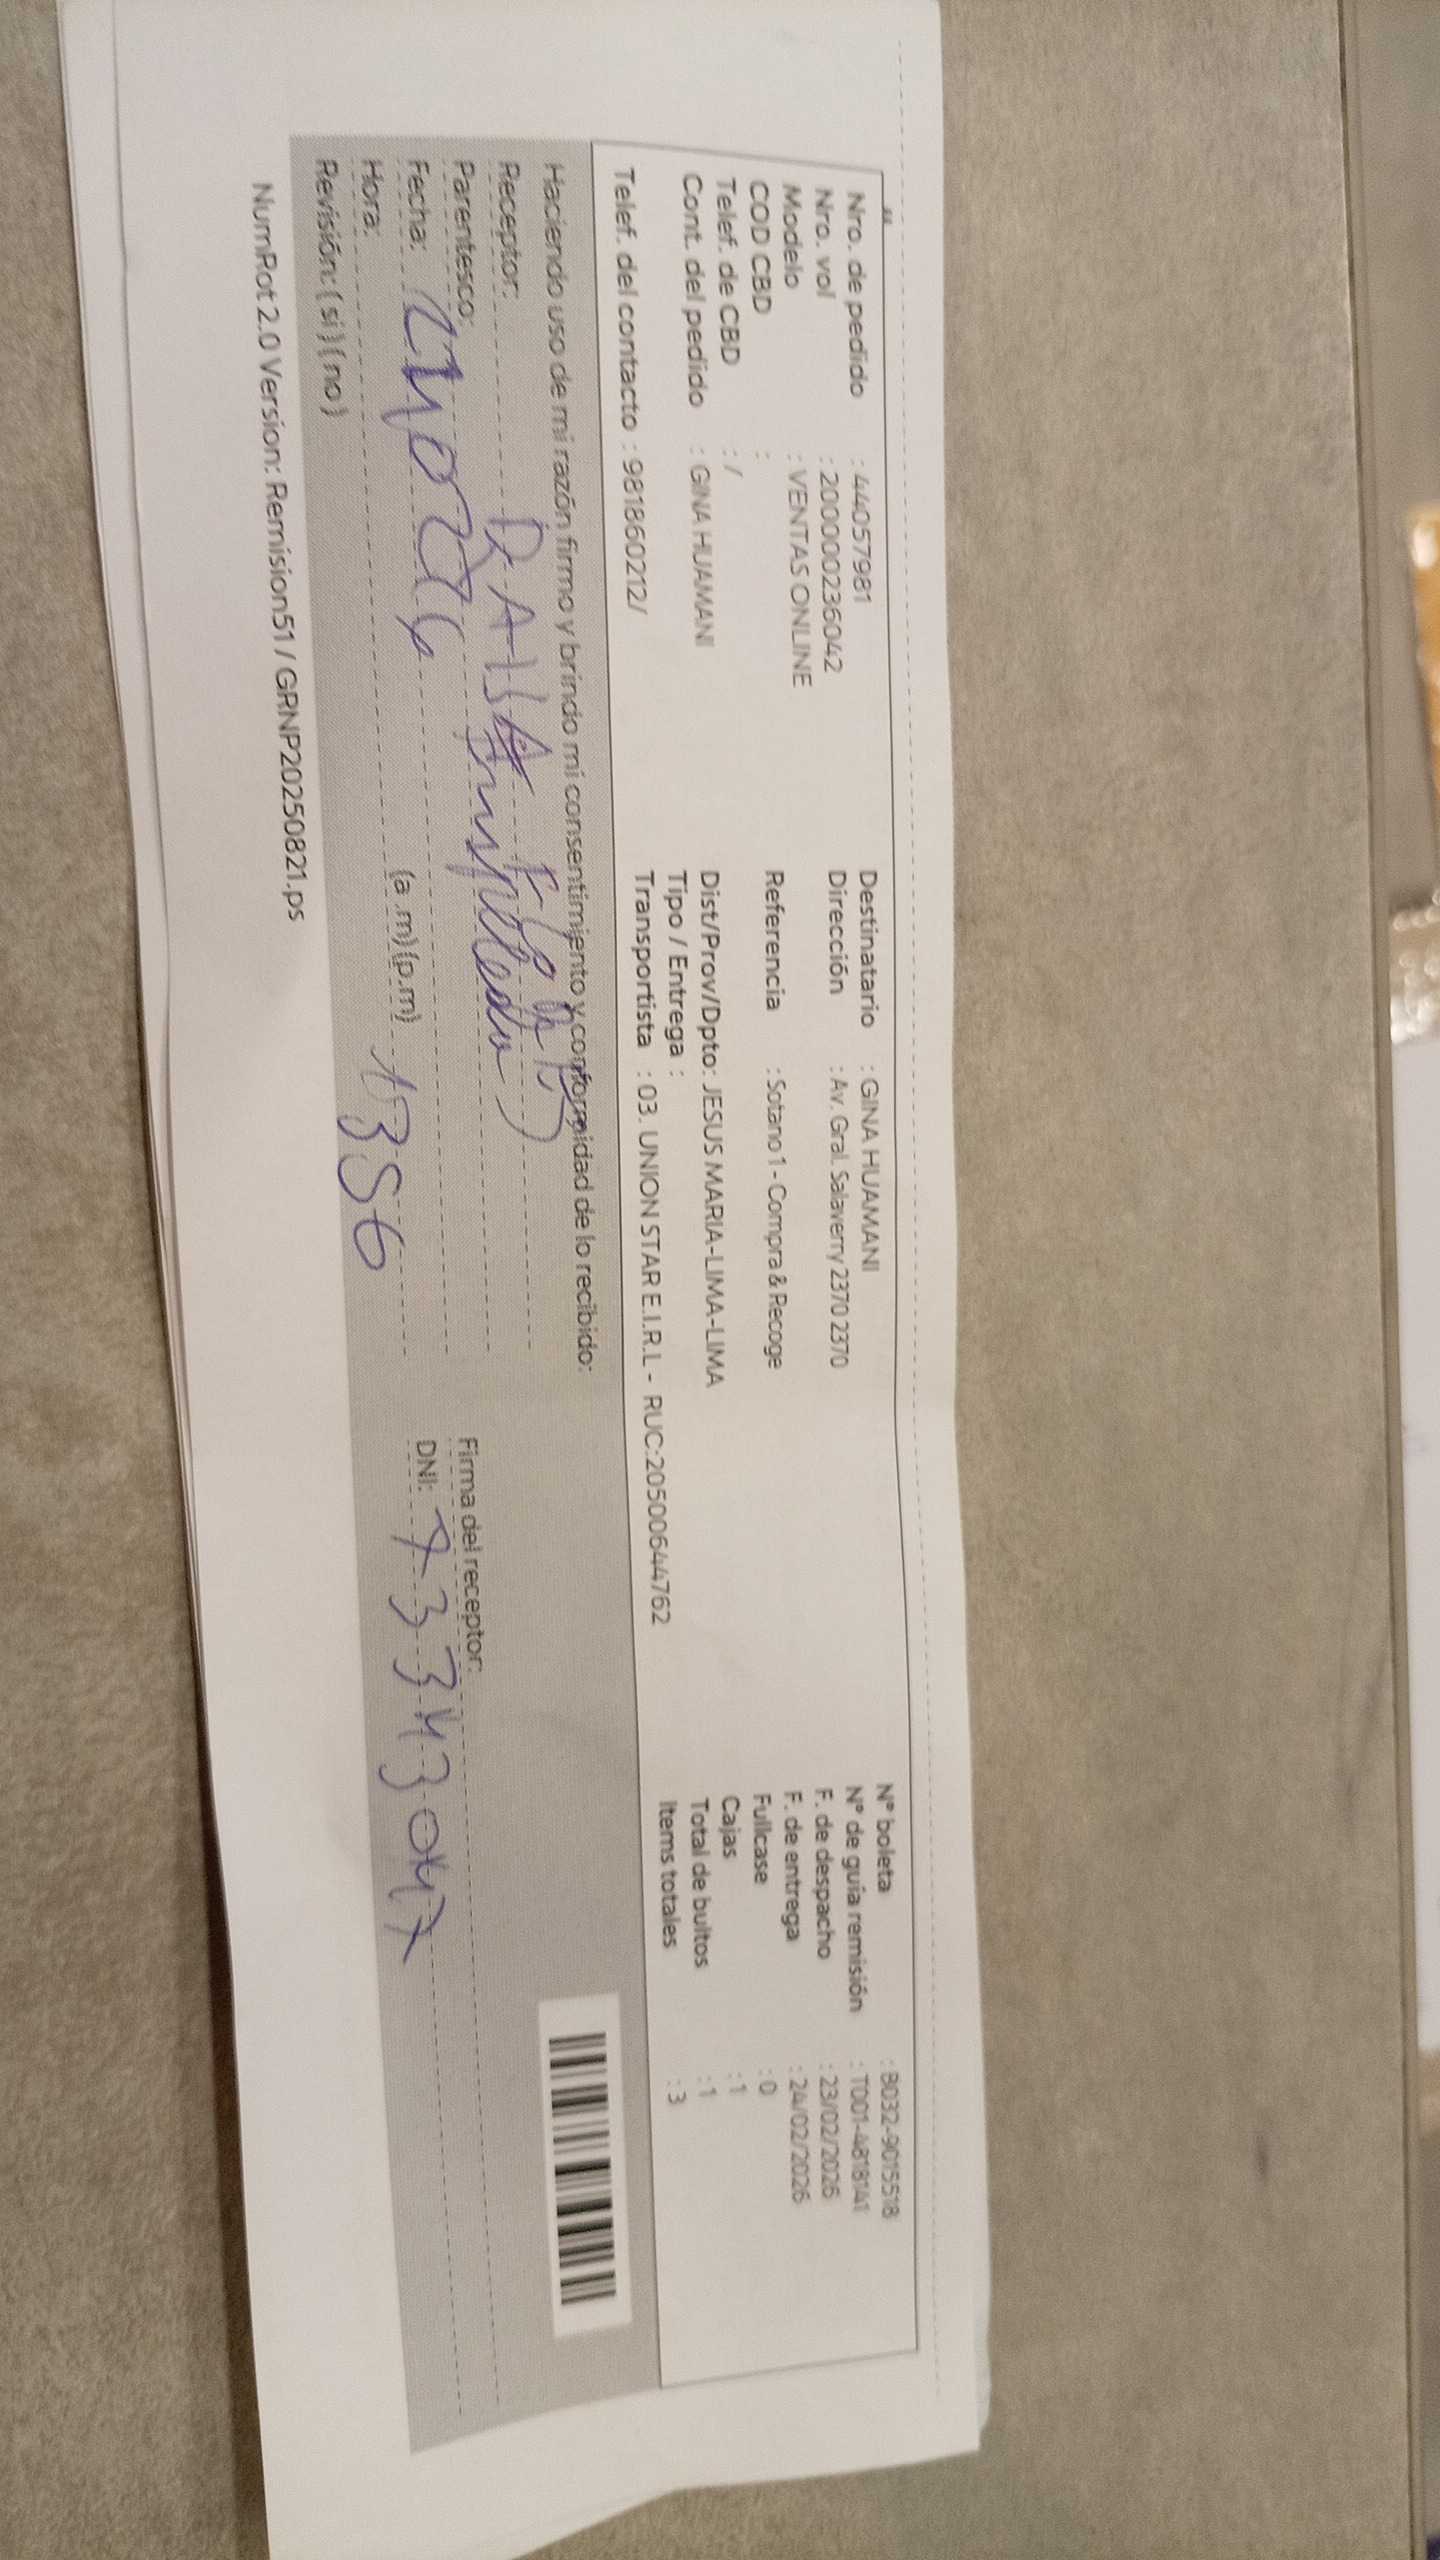 Nro. de pedido : 44057981
Nro. vol : 2000000236042
Modelo : VENTAS ONLINE
COD CBD :
Telef. de CBD : /
Cont. del pedido : GINA HUAMANI
Telef. del contacto : 981860212/
Destinatario : GINA HUAMANI
Dirección : Av. Gral. Salaverry 2370 2370
Referencia : Sotano 1 - Compra & Recoge
Dist/Prov/Dpto: JESUS MARIA-LIMA-LIMA
Tipo / Entrega :
Transportista : 03. UNION STAR E.I.R.L - RUC:20500644762
N° boleta : B032-9015518
N° de guía remisión : T001-4818141
F. de despacho : 23/02/2026
F. de entrega : 24/02/2026
Fullcase : 0
Cajas : 1
Total de bultos : 1
Items totales : 3
Haciendo uso de mi razón firmo y brindo mi consentimiento y conformidad de lo recibido:
Receptor:
Parentesco:
Fecha: 240226
Hora: (a .m) (p.m) 1356
Revisión: ( si ) ( no )
Firma del receptor:
DNI: 73343047
NumRot 2.0 Version: Remision51 / GRNP20250821.ps